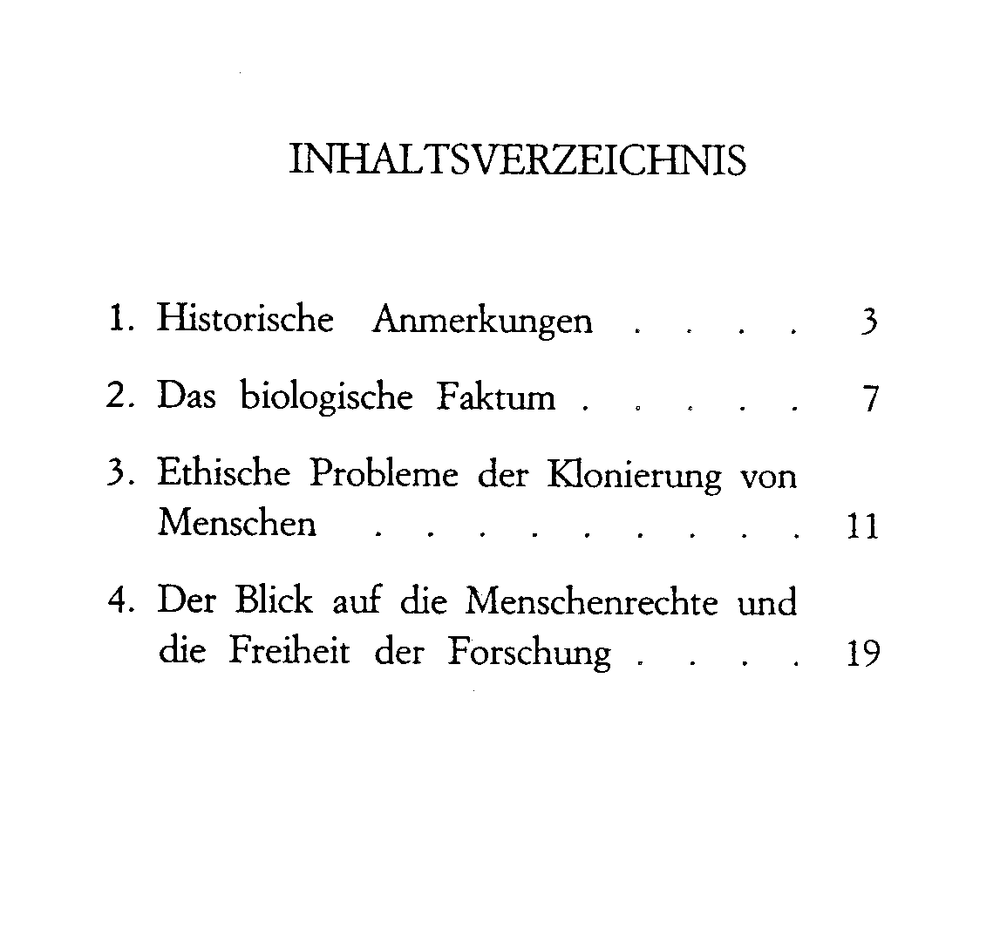 INHALTSVERZEICHNIS
1. Historische Anmerkungen . . . . 3
2. Das biologische Faktum . . . . . 7
3. Ethische Probleme der Klonierung von
Menschen . . . . . . . . . 11
4. Der Blick auf die Menschenrechte und
die Freiheit der Forschung . . . . 19